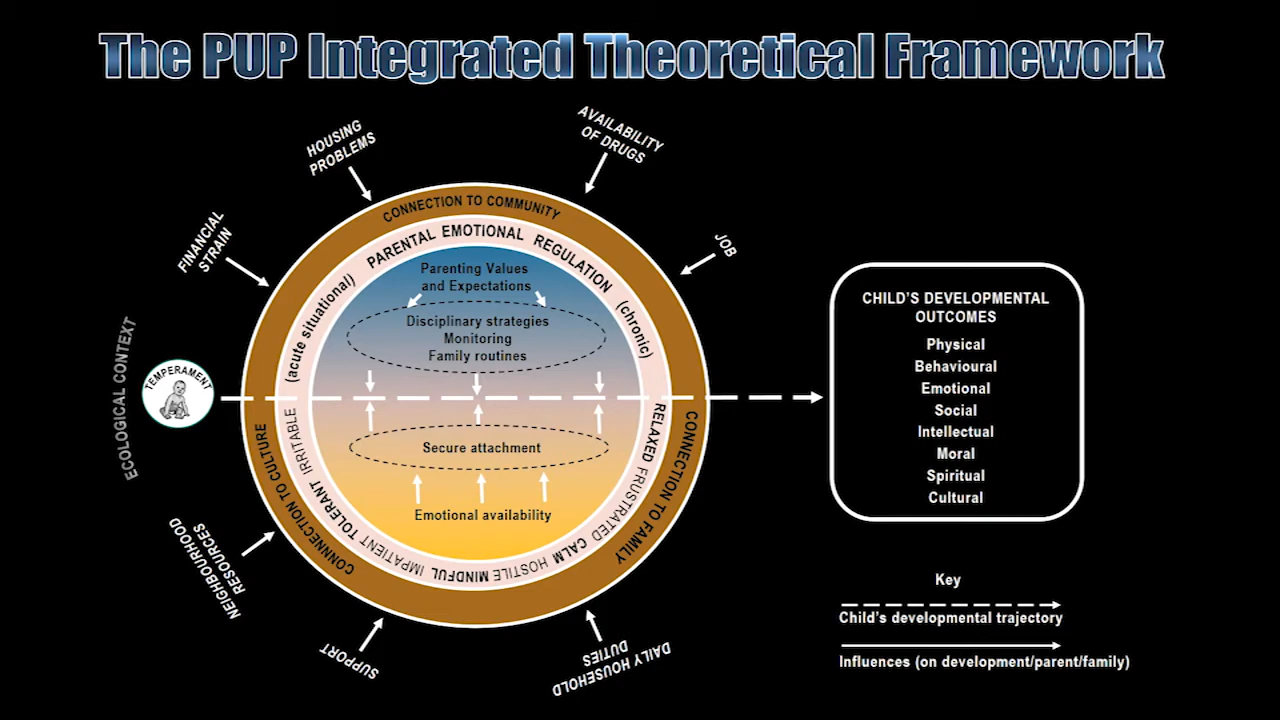 The PUP Integrated Theoretical Framework
HOUSING
PROBLEMS
AVAILABILITY
OF DRUGS
FINANCIAL
STRAIN
JOB
CONNECTION TO COMMUNITY
PARENTAL EMOTIONAL REGULATION
(acute situational)
(chronic)
Parenting Values
and Expectations
Disciplinary strategies
Monitoring
Family routines
ECOLOGICAL CONTEXT
TEMPERAMENT
Secure attachment
Emotional availability
CONNNECTION TO CULTURE
CONNECTION TO FAMILY
RELAXED FRUSTRATED CALM HOSTILE MINDFUL IMPATIENT TOLERANT IRRITABLE
NEIGHBOURHOOD
RESOURCES
SUPPORT
DAILY HOUSEHOLD
DUTIES
CHILD'S DEVELOPMENTAL
OUTCOMES
Physical
Behavioural
Emotional
Social
Intellectual
Moral
Spiritual
Cultural
Key
Child's developmental trajectory
Influences (on development/parent/family)